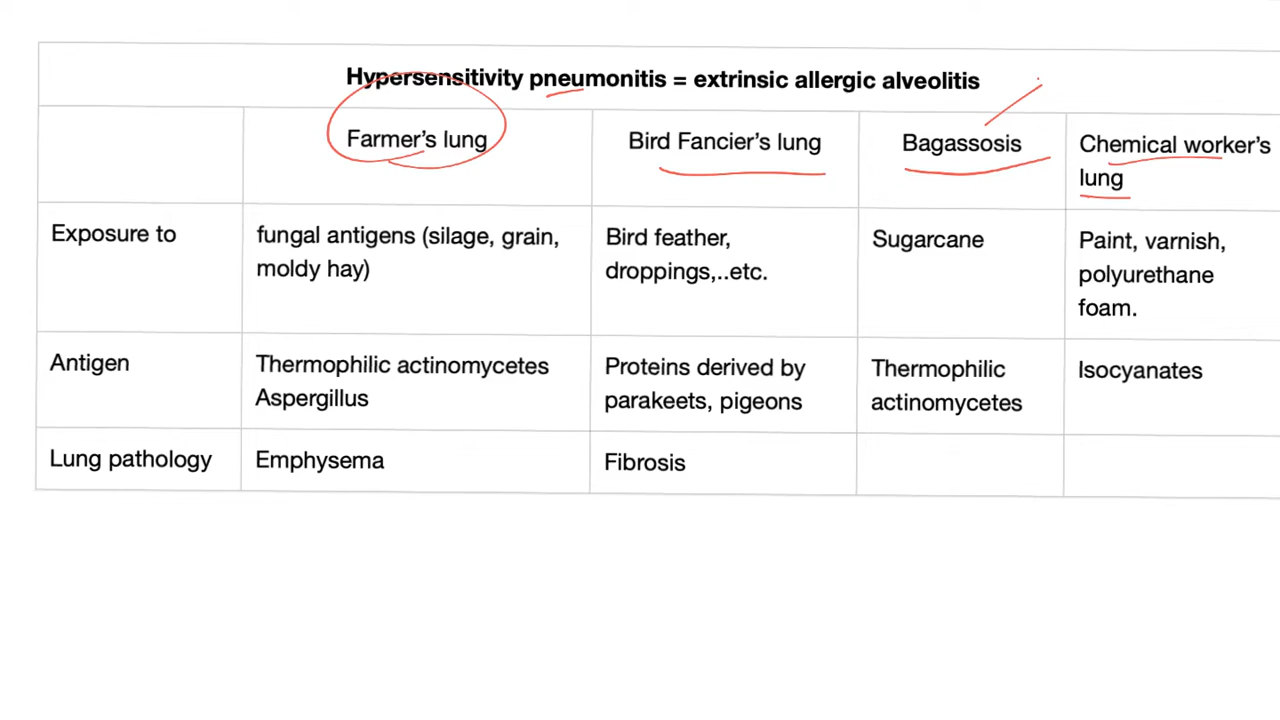 Hypersensitivity pneumonitis = extrinsic allergic alveolitis
Farmer's lung
Bird Fancier's lung
Bagassosis
Chemical worker's
lung
Exposure to
fungal antigens (silage, grain,
moldy hay)
Bird feather,
droppings,..etc.
Sugarcane
Paint, varnish,
polyurethane
foam.
Antigen
Thermophilic actinomycetes
Aspergillus
Proteins derived by
parakeets, pigeons
Thermophilic
actinomycetes
Isocyanates
Lung pathology
Emphysema
Fibrosis